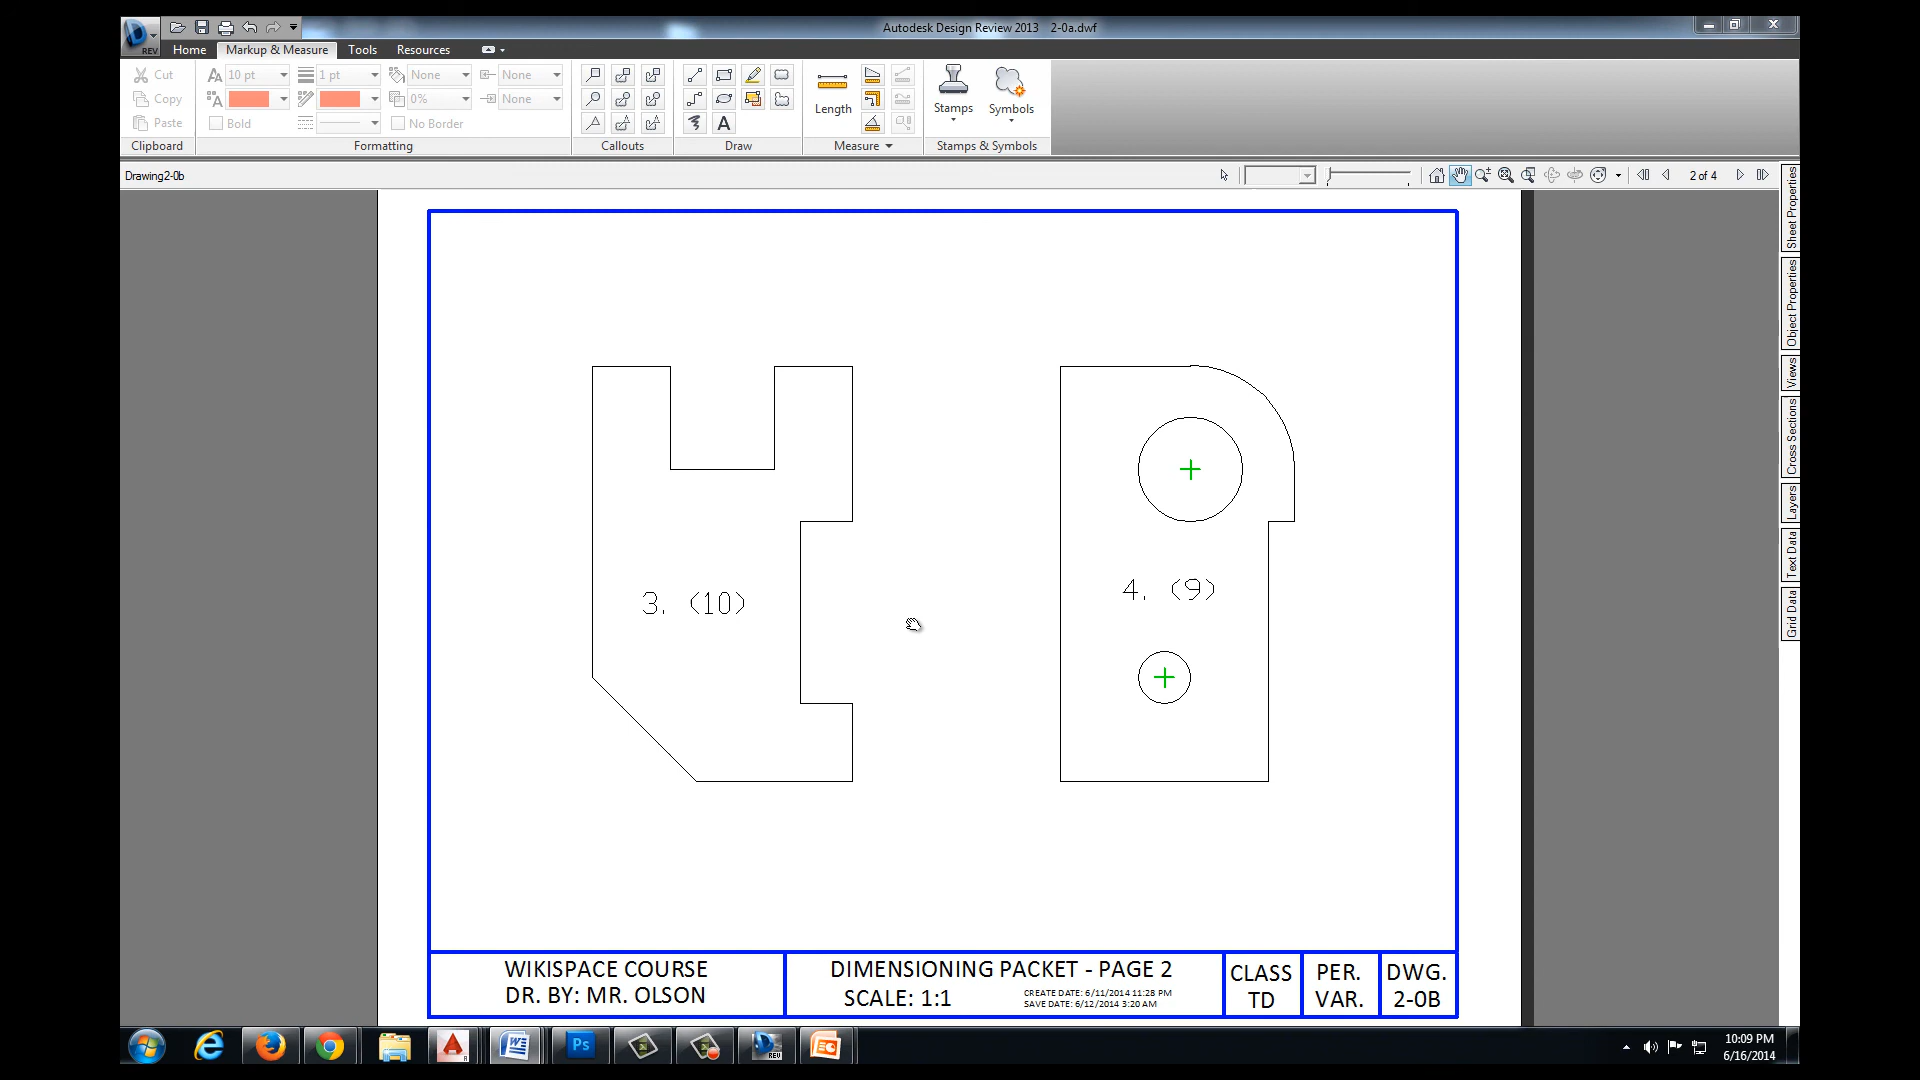 Autodesk Design Review 2013 2-0a.dwf
REV
Home Markup & Measure Tools Resources
Cut
Copy
Paste
Clipboard
10 pt 1 pt None None
0% None
Bold No Border
Formatting
Callouts
A
Draw
Length
Measure
Stamps Symbols
Stamps & Symbols
Drawing2-0b
2 of 4
Sheet Properties
Object Properties
Views
Cross Sections
Layers
Text Data
Grid Data
3. (10)
4. (9)
WIKISPACE COURSE
DR. BY: MR. OLSON
DIMENSIONING PACKET - PAGE 2
SCALE: 1:1
CREATE DATE: 6/11/2014 11:28 PM
SAVE DATE: 6/12/2014 3:20 AM
CLASS
TD
PER.
VAR.
DWG.
2-0B
Ps
REV
10:09 PM
6/16/2014